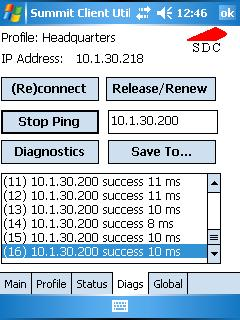 Summit Client Util 12:46 ok
Profile: Headquarters
SDC
IP Address: 10.1.30.218
(Re)connect Release/Renew
Stop Ping 10.1.30.200
Diagnostics Save To...
(11) 10.1.30.200 success 11 ms
(12) 10.1.30.200 success 11 ms
(13) 10.1.30.200 success 10 ms
(14) 10.1.30.200 success 8 ms
(15) 10.1.30.200 success 10 ms
(16) 10.1.30.200 success 10 ms
Main Profile Status Diags Global